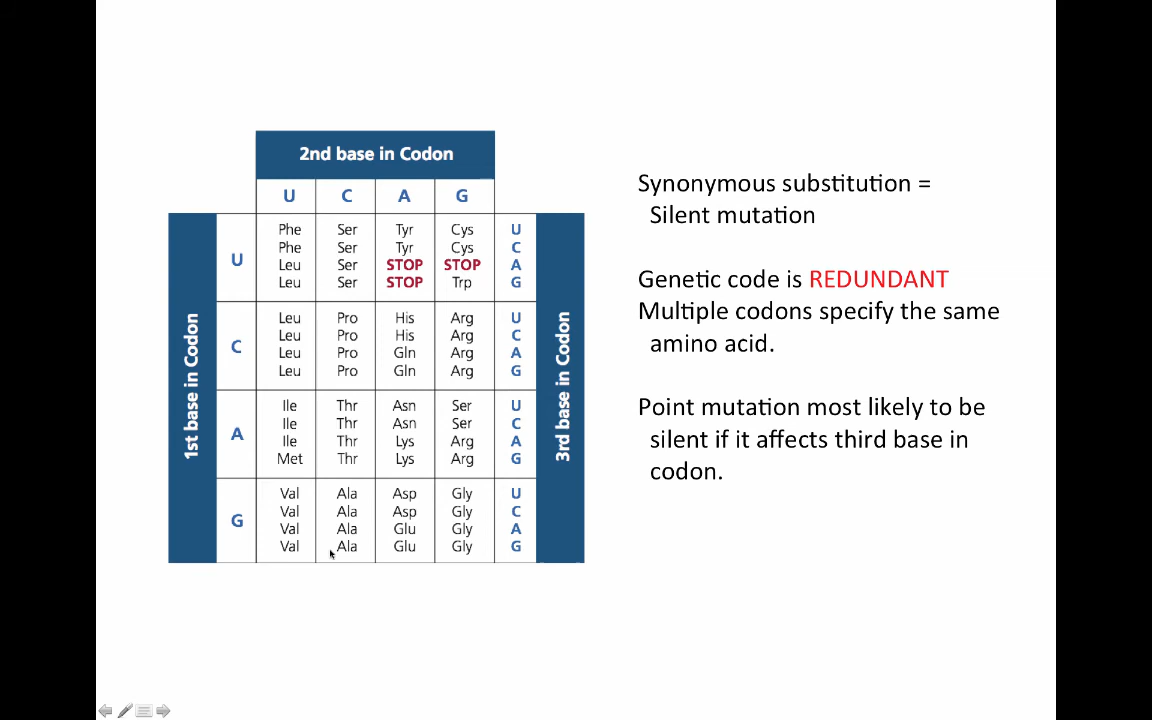 2nd base in Codon
U C A G
1st base in Codon
3rd base in Codon
U
Phe Ser Tyr Cys U
Phe Ser Tyr Cys C
Leu Ser STOP STOP A
Leu Ser STOP Trp G
C
Leu Pro His Arg U
Leu Pro His Arg C
Leu Pro Gln Arg A
Leu Pro Gln Arg G
A
Ile Thr Asn Ser U
Ile Thr Asn Ser C
Ile Thr Lys Arg A
Met Thr Lys Arg G
G
Val Ala Asp Gly U
Val Ala Asp Gly C
Val Ala Glu Gly A
Val Ala Glu Gly G
Synonymous substitution =
Silent mutation
Genetic code is REDUNDANT
Multiple codons specify the same
amino acid.
Point mutation most likely to be
silent if it affects third base in
codon.